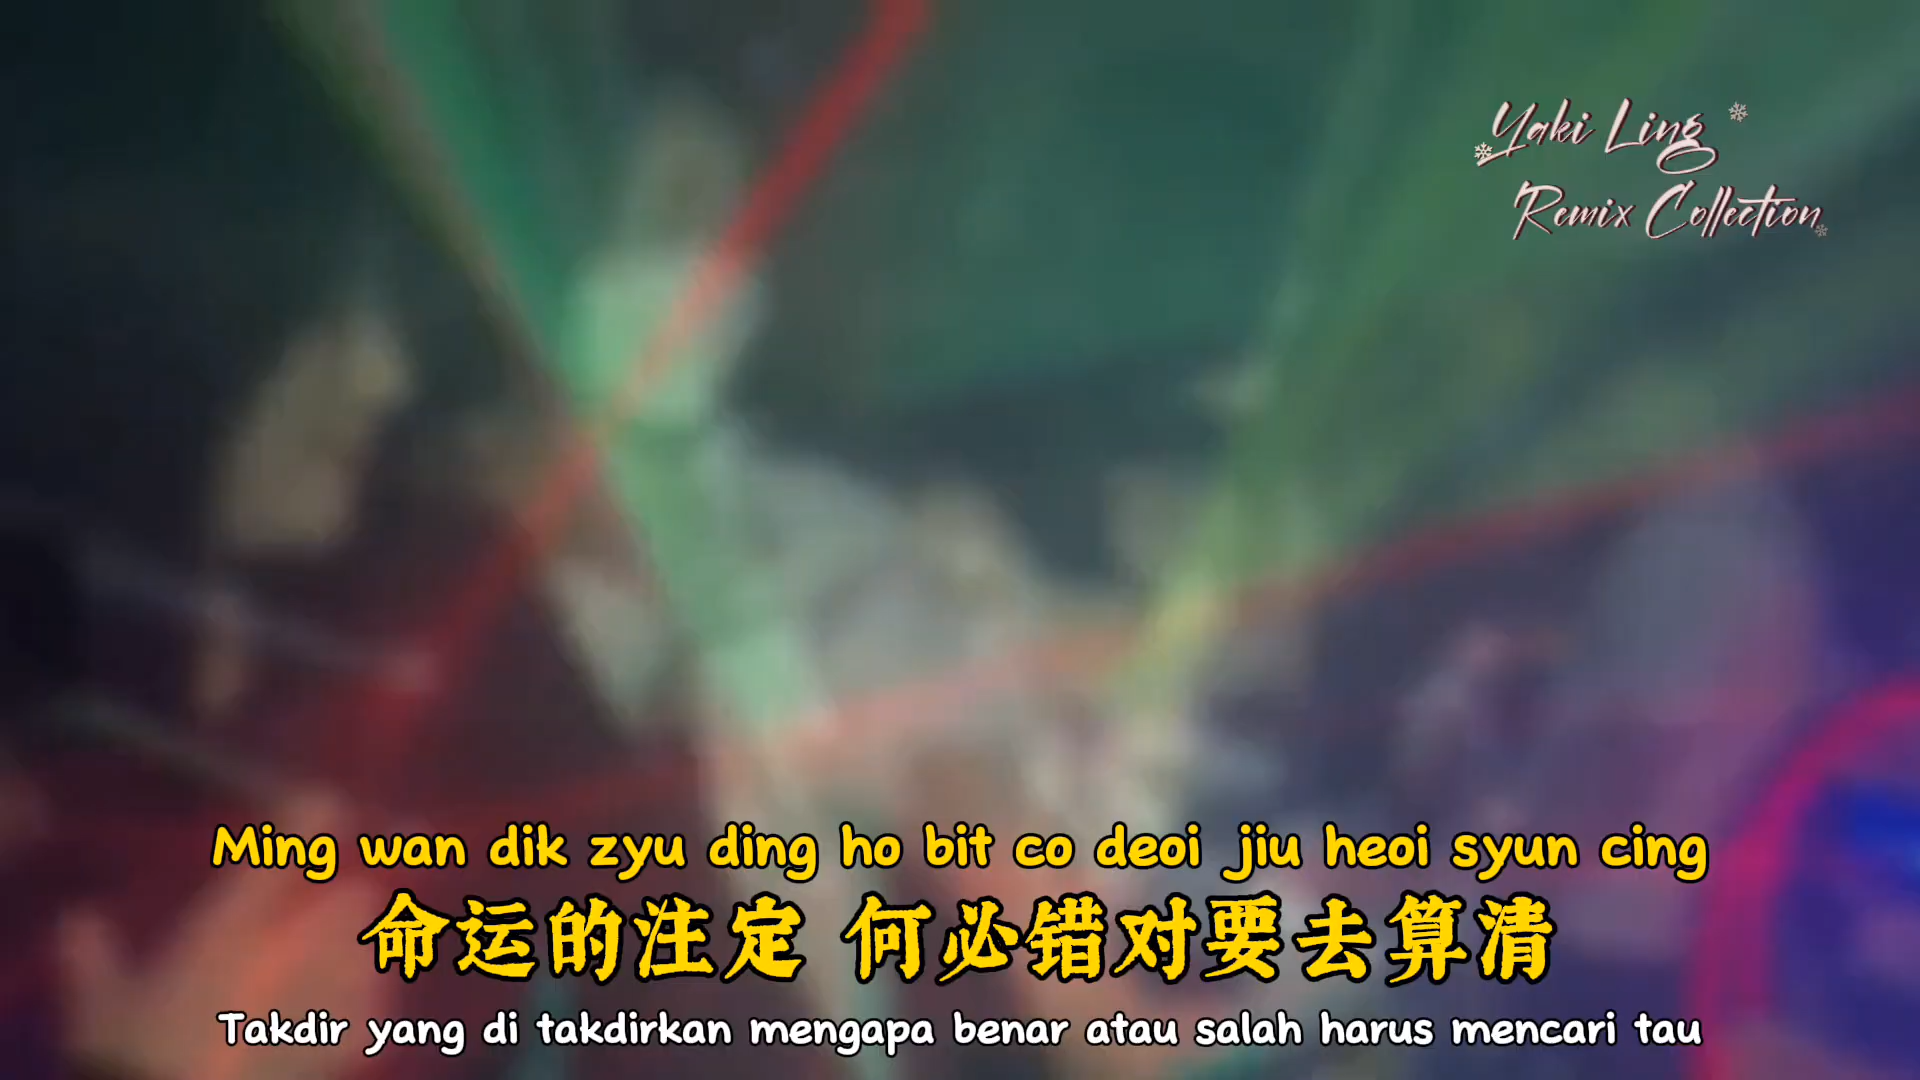 Yaki Ling
Remix Collection
Ming wan dik zyu ding ho bit co deoi jiu heoi syun cing
命运的注定 何必错对要去算清
Takdir yang di takdirkan mengapa benar atau salah harus mencari tau